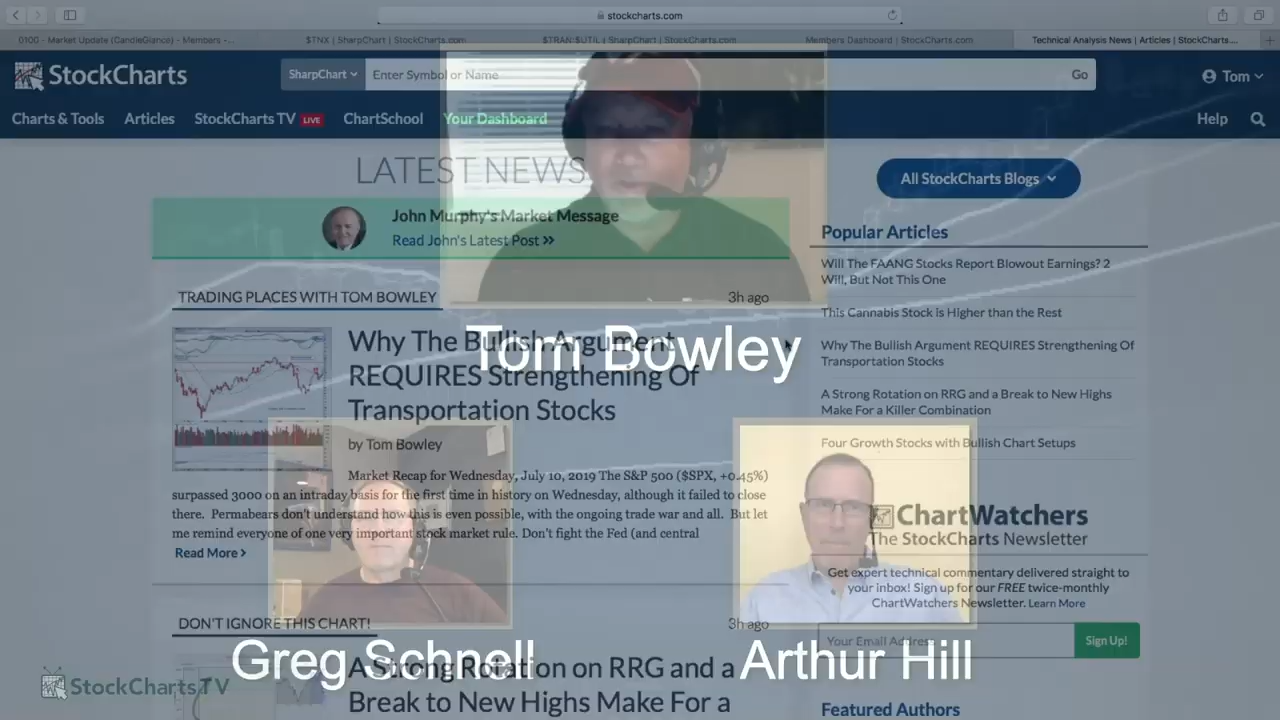 stockcharts.com
0100 - Market Update (CandleGlance) - Members - ...
$TNX | SharpChart | StockCharts.com
$TRAN:$UTIL | SharpChart | StockCharts.com
Members Dashboard | StockCharts.com
Technical Analysis News | Articles | StockCharts....
StockCharts
SharpChart
Enter Symbol or Name
Go
Tom
Charts & Tools
Articles
StockCharts TV LIVE
ChartSchool
Your Dashboard
Help
LATEST NEWS
All StockCharts Blogs
John Murphy's Market Message
Read John's Latest Post »
Popular Articles
Will The FAANG Stocks Report Blowout Earnings? 2
Will, But Not This One
This Cannabis Stock is Higher than the Rest
Why The Bullish Argument REQUIRES Strengthening Of
Transportation Stocks
A Strong Rotation on RRG and a Break to New Highs
Make For a Killer Combination
Four Growth Stocks with Bullish Chart Setups
TRADING PLACES WITH TOM BOWLEY
3h ago
Why The Bullish Argument
REQUIRES Strengthening Of
Transportation Stocks
by Tom Bowley
Market Recap for Wednesday, July 10, 2019 The S&P 500 ($SPX, +0.45%)
surpassed 3000 on an intraday basis for the first time in history on Wednesday, although it failed to close
there. Permabears don't understand how this is even possible, with the ongoing trade war and all. But let
me remind everyone of one very important stock market rule. Don't fight the Fed (and central
Read More >
Tom Bowley
ChartWatchers
The StockCharts Newsletter
Get expert technical commentary delivered straight to
your inbox! Sign up for our FREE twice-monthly
ChartWatchers Newsletter. Learn More
Your Email Address
Sign Up!
DON'T IGNORE THIS CHART!
3h ago
A Strong Rotation on RRG and a
Break to New Highs Make For a
Greg Schnell
Arthur Hill
StockCharts TV
Featured Authors